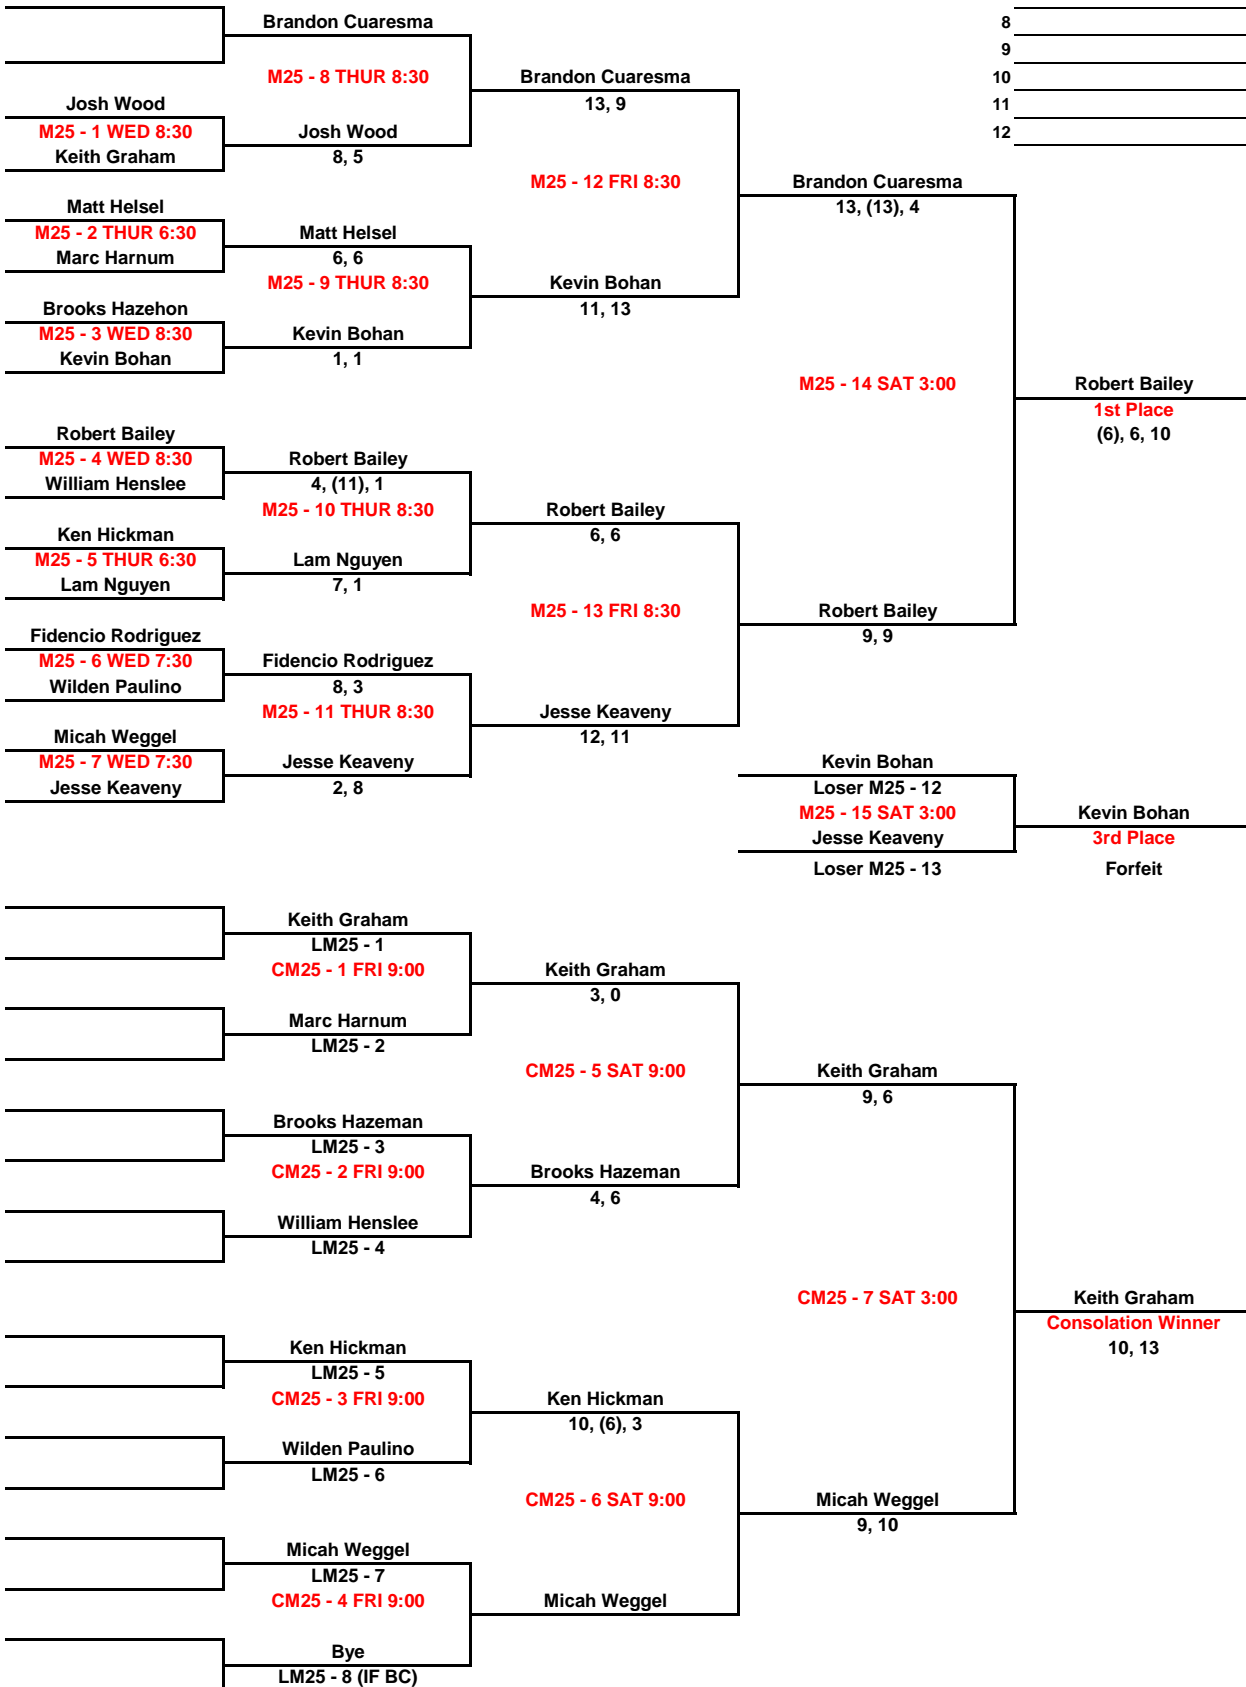 Brandon Cuaresma
8
9
M25 - 8 THUR 8:30
Brandon Cuaresma
10
Josh Wood
13, 9
11
M25 - 1 WED 8:30
Josh Wood
12
Keith Graham
8, 5
M25 - 12 FRI 8:30
Brandon Cuaresma
Matt Helsel
13, (13), 4
M25 - 2 THUR 6:30
Matt Helsel
Marc Harnum
6, 6
M25 - 9 THUR 8:30
Kevin Bohan
Brooks Hazehon
11, 13
M25 - 3 WED 8:30
Kevin Bohan
Kevin Bohan
1, 1
M25 - 14 SAT 3:00
Robert Bailey
1st Place
Robert Bailey
(6), 6, 10
M25 - 4 WED 8:30
Robert Bailey
William Henslee
4, (11), 1
M25 - 10 THUR 8:30
Robert Bailey
Ken Hickman
6, 6
M25 - 5 THUR 6:30
Lam Nguyen
Lam Nguyen
7, 1
M25 - 13 FRI 8:30
Robert Bailey
Fidencio Rodriguez
9, 9
M25 - 6 WED 7:30
Fidencio Rodriguez
Wilden Paulino
8, 3
M25 - 11 THUR 8:30
Jesse Keaveny
Micah Weggel
12, 11
M25 - 7 WED 7:30
Jesse Keaveny
Kevin Bohan
Jesse Keaveny
2, 8
Loser M25 - 12
M25 - 15 SAT 3:00
Kevin Bohan
Jesse Keaveny
3rd Place
Loser M25 - 13
Forfeit
Keith Graham
LM25 - 1
CM25 - 1 FRI 9:00
Keith Graham
3, 0
Marc Harnum
LM25 - 2
CM25 - 5 SAT 9:00
Keith Graham
9, 6
Brooks Hazeman
LM25 - 3
CM25 - 2 FRI 9:00
Brooks Hazeman
4, 6
William Henslee
LM25 - 4
CM25 - 7 SAT 3:00
Keith Graham
Consolation Winner
Ken Hickman
10, 13
LM25 - 5
CM25 - 3 FRI 9:00
Ken Hickman
10, (6), 3
Wilden Paulino
LM25 - 6
CM25 - 6 SAT 9:00
Micah Weggel
9, 10
Micah Weggel
LM25 - 7
CM25 - 4 FRI 9:00
Micah Weggel
Bye
LM25 - 8 (IF BC)